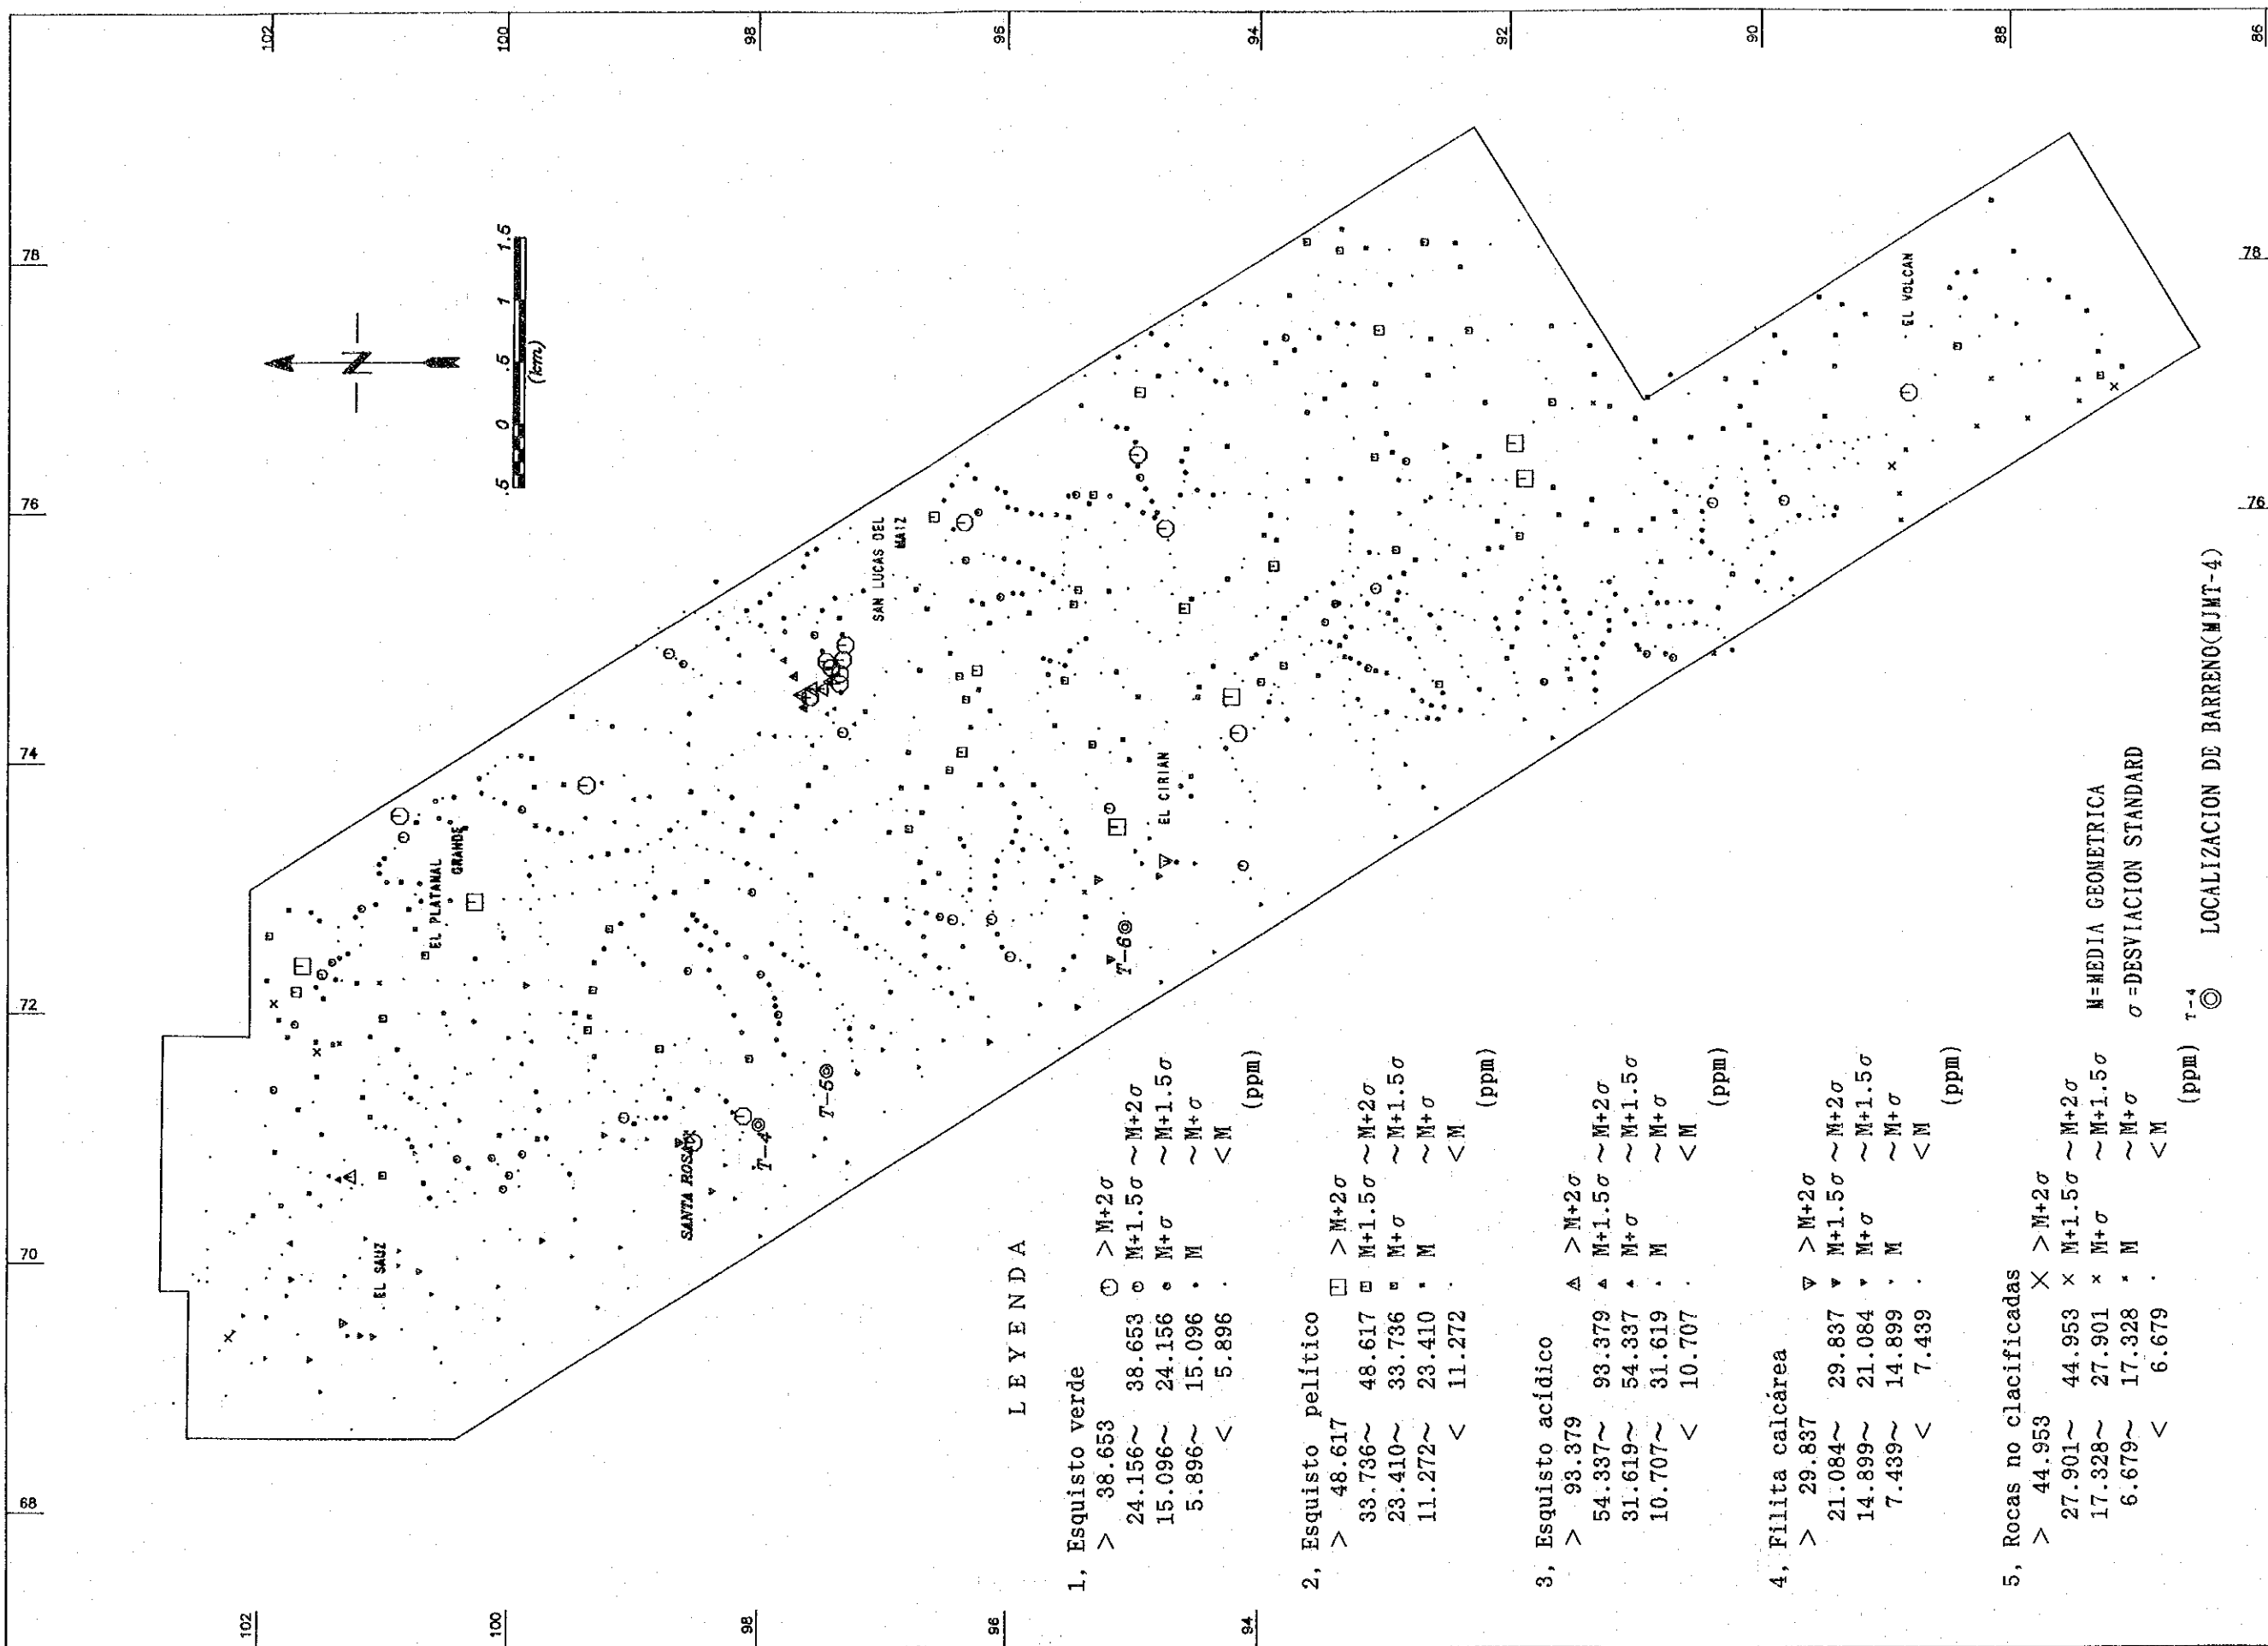 102
100
98
96
94
92
90
88
86
78
76
74
72
70
68
78
76
102
100
98
96
94
N
.5 0 .5 1 1.5
(km)
EL SAUZ
EL PLATANAL
GRANDE
SANTA ROSA
T-4
T-5
T-6
SAN LUCAS DEL
MAIZ
EL CIRIAN
EL VOLCAN
LEYENDA
1, Esquisto verde
> 38.653 > M+2σ
24.156~ 38.653 M+1.5σ ~M+2σ
15.096~ 24.156 M+σ ~M+1.5σ
5.896~ 15.096 M ~M+σ
< 5.896 <M
(ppm)
2, Esquisto pelítico
> 48.617 > M+2σ
33.736~ 48.617 M+1.5σ ~M+2σ
23.410~ 33.736 M+σ ~M+1.5σ
11.272~ 23.410 M ~M+σ
< 11.272 <M
(ppm)
3, Esquisto acídico
> 93.379 > M+2σ
54.337~ 93.379 M+1.5σ ~M+2σ
31.619~ 54.337 M+σ ~M+1.5σ
10.707~ 31.619 M ~M+σ
< 10.707 <M
(ppm)
4, Fillita calcárea
> 29.837 > M+2σ
21.084~ 29.837 M+1.5σ ~M+2σ
14.899~ 21.084 M+σ ~M+1.5σ
7.439~ 14.899 M ~M+σ
< 7.439 <M
(ppm)
5, Rocas no clacificadas
> 44.953 > M+2σ
27.901~ 44.953 M+1.5σ ~M+2σ
17.328~ 27.901 M+σ ~M+1.5σ
6.679~ 17.328 M ~M+σ
< 6.679 <M
(ppm)
M=MEDIA GEOMETRICA
σ=DESVIACION STANDARD
T-4 LOCALIZACION DE BARRENO(MJMT-4)